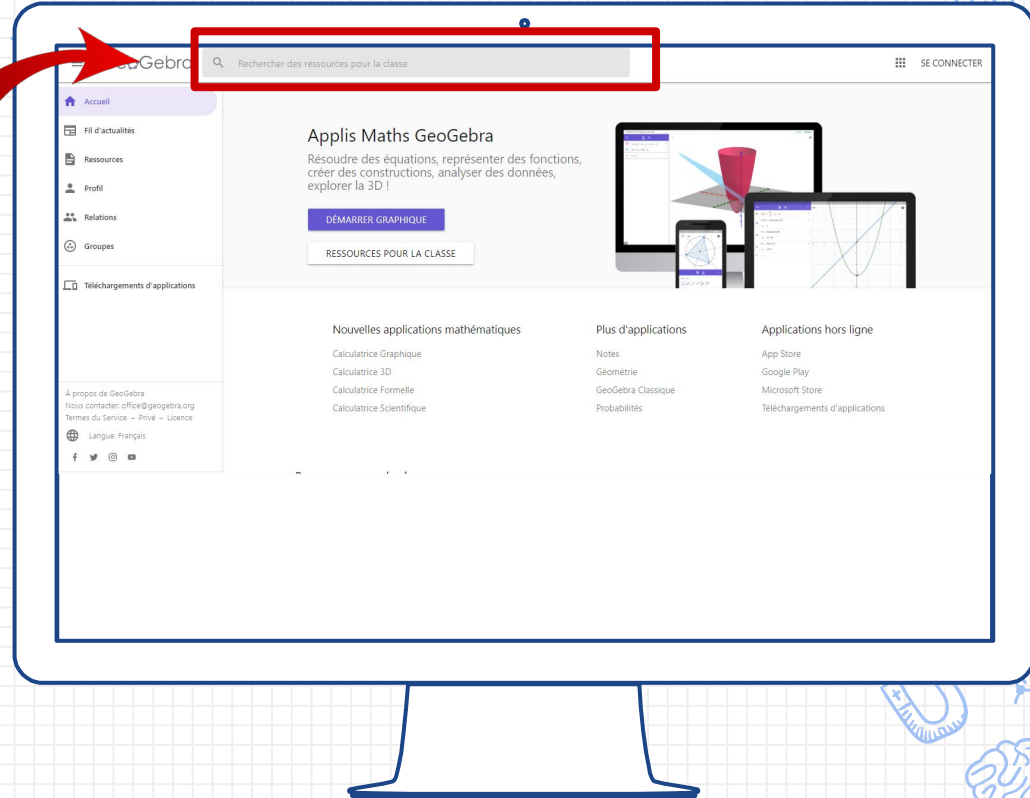 Gebra
Rechercher des ressources pour la classe
SE CONNECTER
Accueil
Fil d'actualités
Ressources
Profil
Relations
Groupes
Téléchargements d'applications
À propos de GeoGebra
Nous contacter: office@geogebra.org
Termes du Service – Privé – Licence
Langue: Français
Applis Maths GeoGebra
Résoudre des équations, représenter des fonctions,
créer des constructions, analyser des données,
explorer la 3D !
DÉMARRER GRAPHIQUE
RESSOURCES POUR LA CLASSE
Nouvelles applications mathématiques
Calculatrice Graphique
Calculatrice 3D
Calculatrice Formelle
Calculatrice Scientifique
Plus d'applications
Notes
Géométrie
GeoGebra Classique
Probabilités
Applications hors ligne
App Store
Google Play
Microsoft Store
Téléchargements d'applications